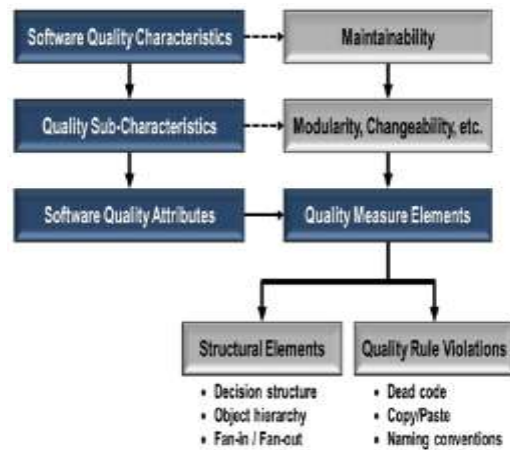 Software Quality Characteristics
Maintainability
Quality Sub-Characteristics
Modularity, Changeability, etc.
Software Quality Attributes
Quality Measure Elements
Structural Elements
• Decision structure
• Object hierarchy
• Fan-in / Fan-out
Quality Rule Violations
• Dead code
• Copy/Paste
• Naming conventions